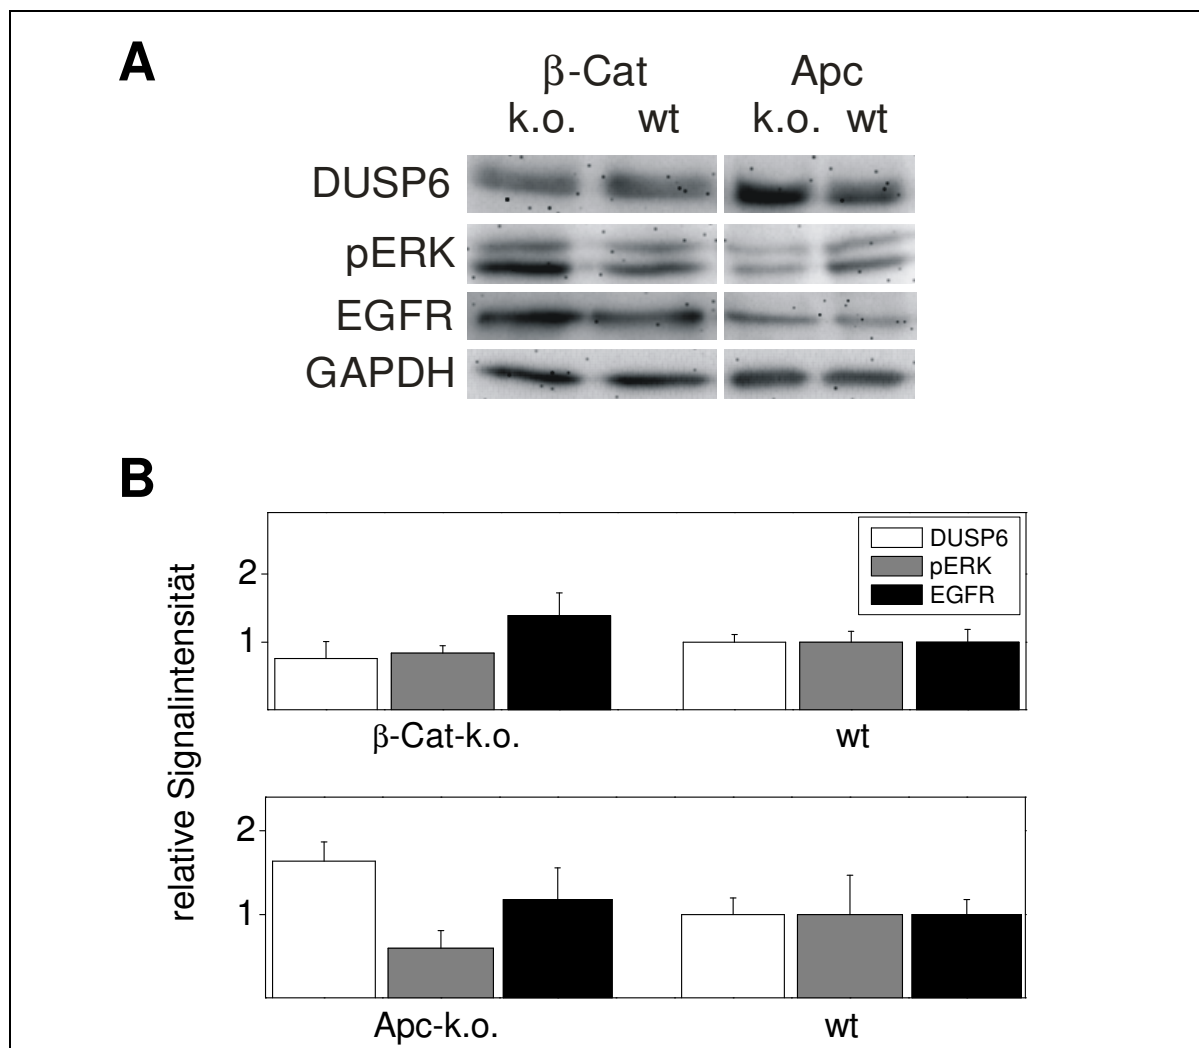 A
β-Cat Apc
k.o. wt k.o. wt
DUSP6
pERK
EGFR
GAPDH
B
relative Signalintensität
2
1
DUSP6
pERK
EGFR
β-Cat-k.o. wt
2
1
Apc-k.o. wt